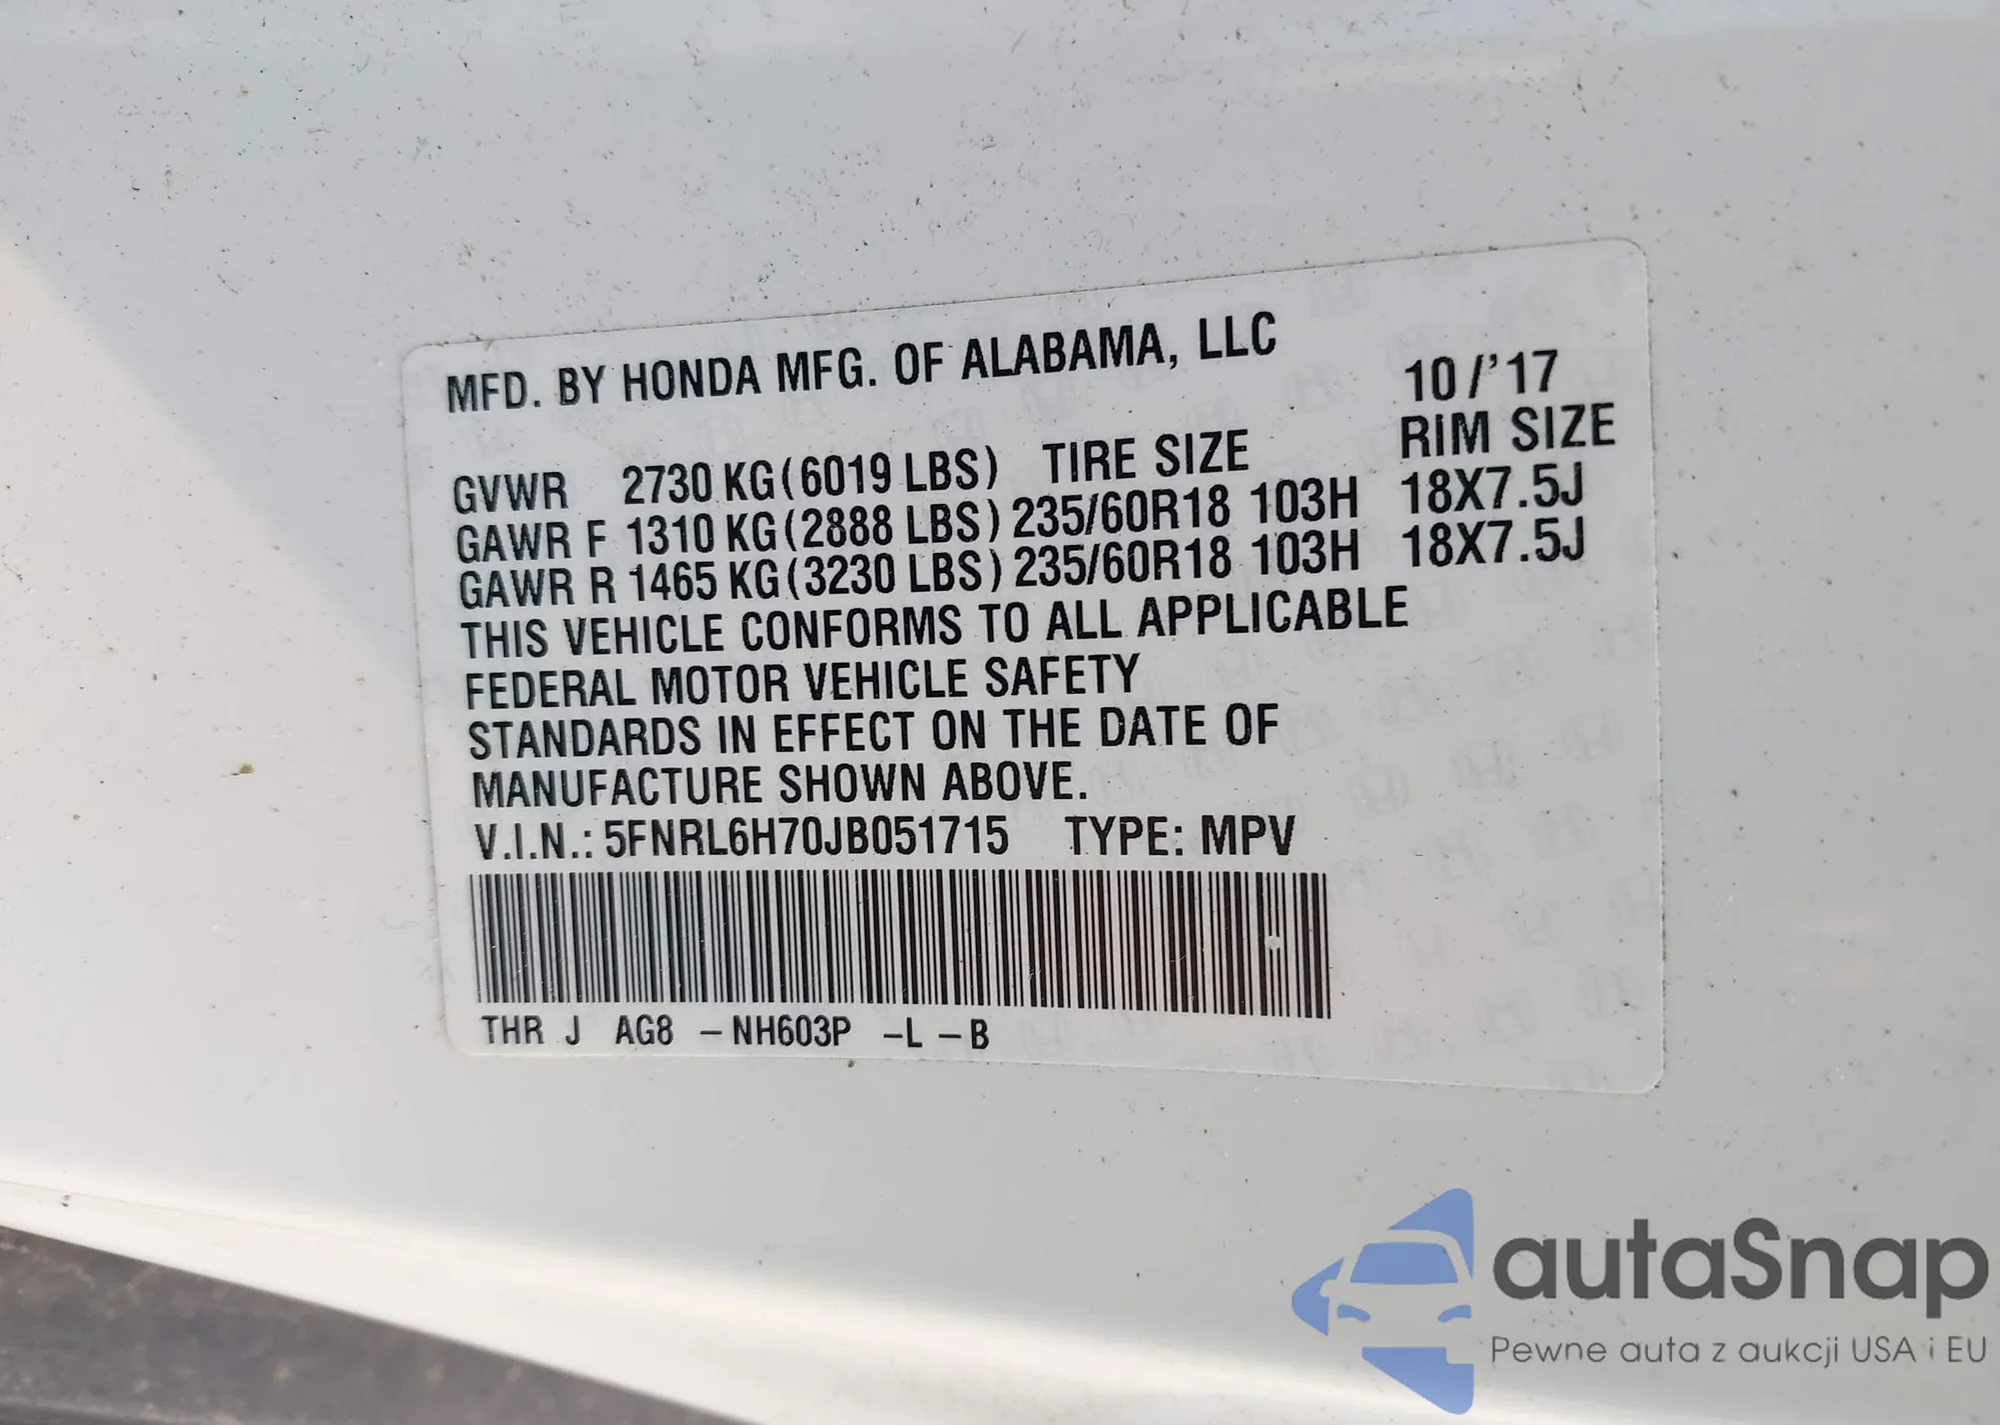 MFD. BY HONDA MFG. OF ALABAMA, LLC 10/'17
GVWR 2730 KG (6019 LBS) TIRE SIZE RIM SIZE
GAWR F 1310 KG (2888 LBS) 235/60R18 103H 18X7.5J
GAWR R 1465 KG (3230 LBS) 235/60R18 103H 18X7.5J
THIS VEHICLE CONFORMS TO ALL APPLICABLE
FEDERAL MOTOR VEHICLE SAFETY
STANDARDS IN EFFECT ON THE DATE OF
MANUFACTURE SHOWN ABOVE.
V.I.N.: 5FNRL6H70JB051715 TYPE: MPV
THR J AG8 -NH603P -L -B
autaSnap
Pewne auta z aukcji USA i EU